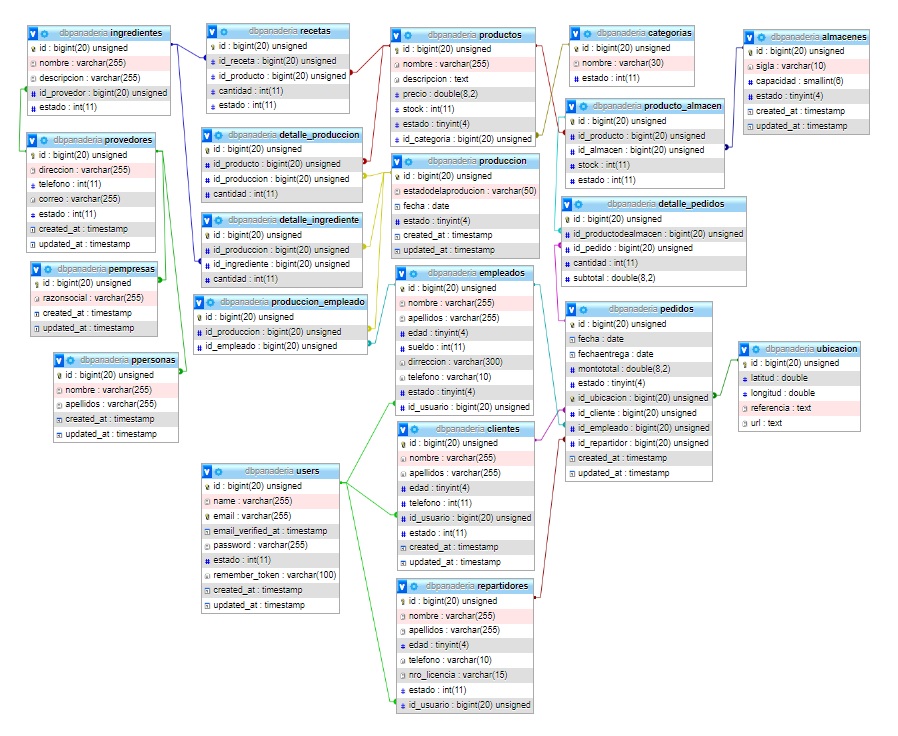 dbpanaderia ingredientes
id : bigint(20) unsigned
nombre : varchar(255)
descripcion : varchar(255)
id_provedor : bigint(20) unsigned
estado : int(11)
dbpanaderia recetas
id : bigint(20) unsigned
id_receta : bigint(20) unsigned
id_producto : bigint(20) unsigned
cantidad : int(11)
estado : int(11)
dbpanaderia productos
id : bigint(20) unsigned
nombre : varchar(255)
descripcion : text
precio : double(8,2)
stock : int(11)
estado : tinyint(4)
id_categoria : bigint(20) unsigned
dbpanaderia categorias
id : bigint(20) unsigned
nombre : varchar(30)
estado : int(11)
dbpanaderia almacenes
id : bigint(20) unsigned
sigla : varchar(10)
capacidad : smallint(6)
estado : tinyint(4)
created_at : timestamp
updated_at : timestamp
dbpanaderia producto_almacen
id : bigint(20) unsigned
id_producto : bigint(20) unsigned
id_almacen : bigint(20) unsigned
stock : int(11)
estado : int(11)
dbpanaderia provedores
id : bigint(20) unsigned
direccion : varchar(255)
telefono : int(11)
correo : varchar(255)
estado : int(11)
created_at : timestamp
updated_at : timestamp
dbpanaderia detalle_produccion
id : bigint(20) unsigned
id_producto : bigint(20) unsigned
id_produccion : bigint(20) unsigned
cantidad : int(11)
dbpanaderia produccion
id : bigint(20) unsigned
estadodelaproducion : varchar(50)
fecha : date
estado : tinyint(4)
created_at : timestamp
updated_at : timestamp
dbpanaderia detalle_pedidos
id : bigint(20) unsigned
id_productodealmacen : bigint(20) unsigned
id_pedido : bigint(20) unsigned
cantidad : int(11)
subtotal : double(8,2)
dbpanaderia detalle_ingrediente
id : bigint(20) unsigned
id_produccion : bigint(20) unsigned
id_ingrediente : bigint(20) unsigned
cantidad : int(11)
dbpanaderia pempresas
id : bigint(20) unsigned
razonsocial : varchar(255)
created_at : timestamp
updated_at : timestamp
dbpanaderia produccion_empleado
id : bigint(20) unsigned
id_produccion : bigint(20) unsigned
id_empleado : bigint(20) unsigned
dbpanaderia empleados
id : bigint(20) unsigned
nombre : varchar(255)
apellidos : varchar(255)
edad : tinyint(4)
sueldo : int(11)
dirreccion : varchar(300)
telefono : varchar(10)
estado : tinyint(4)
id_usuario : bigint(20) unsigned
dbpanaderia pedidos
id : bigint(20) unsigned
fecha : date
fechaentrega : date
montototal : double(8,2)
estado : tinyint(4)
id_ubicacion : bigint(20) unsigned
id_cliente : bigint(20) unsigned
id_empleado : bigint(20) unsigned
id_repartidor : bigint(20) unsigned
created_at : timestamp
updated_at : timestamp
dbpanaderia ubicacion
id : bigint(20) unsigned
latitud : double
longitud : double
referencia : text
url : text
dbpanaderia ppersonas
id : bigint(20) unsigned
nombre : varchar(255)
apellidos : varchar(255)
created_at : timestamp
updated_at : timestamp
dbpanaderia clientes
id : bigint(20) unsigned
nombre : varchar(255)
apellidos : varchar(255)
edad : tinyint(4)
telefono : int(11)
id_usuario : bigint(20) unsigned
estado : int(11)
created_at : timestamp
updated_at : timestamp
dbpanaderia users
id : bigint(20) unsigned
name : varchar(255)
email : varchar(255)
email_verified_at : timestamp
password : varchar(255)
estado : int(11)
remember_token : varchar(100)
created_at : timestamp
updated_at : timestamp
dbpanaderia repartidores
id : bigint(20) unsigned
nombre : varchar(255)
apellidos : varchar(255)
edad : tinyint(4)
telefono : varchar(10)
nro_licencia : varchar(15)
estado : int(11)
id_usuario : bigint(20) unsigned